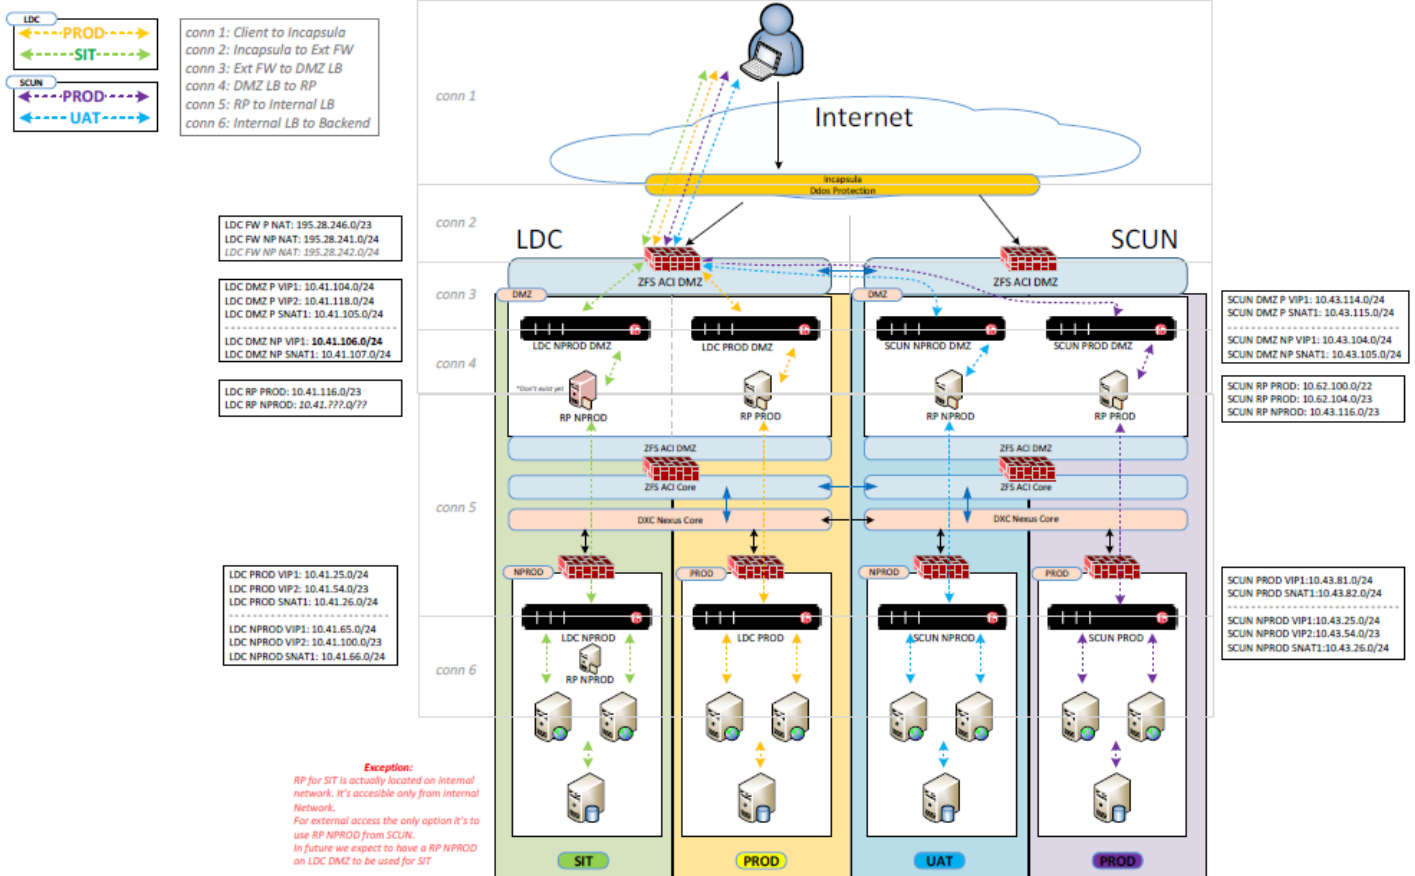 LDC
PROD
SIT
SCUN
PROD
UAT
conn 1: Client to Incapsula
conn 2: Incapsula to Ext FW
conn 3: Ext FW to DMZ LB
conn 4: DMZ LB to RP
conn 5: RP to Internal LB
conn 6: Internal LB to Backend
conn 1
Internet
Incapsula
Ddos Protection
conn 2
LDC
SCUN
LDC FW P NAT: 195.28.246.0/23
LDC FW NP NAT: 195.28.241.0/24
LDC FW NP NAT: 195.28.242.0/24
ZFS ACI DMZ
ZFS ACI DMZ
conn 3
DMZ
DMZ
LDC DMZ P VIP1: 10.41.104.0/24
LDC DMZ P VIP2: 10.41.118.0/24
LDC DMZ P SNAT1: 10.41.105.0/24
LDC DMZ NP VIP1: 10.41.106.0/24
LDC DMZ NP SNAT1: 10.41.107.0/24
SCUN DMZ P VIP1: 10.43.114.0/24
SCUN DMZ P SNAT1: 10.43.115.0/24
SCUN DMZ NP VIP1: 10.43.104.0/24
SCUN DMZ NP SNAT1: 10.43.105.0/24
LDC NPROD DMZ
LDC PROD DMZ
SCUN NPROD DMZ
SCUN PROD DMZ
conn 4
*Don't exist yet
RP NPROD
RP PROD
RP NPROD
RP PROD
LDC RP PROD: 10.41.116.0/23
LDC RP NPROD: 10.41.???.0/??
SCUN RP PROD: 10.62.100.0/22
SCUN RP PROD: 10.62.104.0/23
SCUN RP NPROD: 10.43.116.0/23
ZFS ACI DMZ
ZFS ACI DMZ
ZFS ACI Core
ZFS ACI Core
conn 5
DXC Nexus Core
DXC Nexus Core
NPROD
PROD
NPROD
PROD
LDC PROD VIP1: 10.41.25.0/24
LDC PROD VIP2: 10.41.54.0/23
LDC PROD SNAT1: 10.41.26.0/24
LDC NPROD VIP1: 10.41.65.0/24
LDC NPROD VIP2: 10.41.100.0/23
LDC NPROD SNAT1: 10.41.66.0/24
SCUN PROD VIP1:10.43.81.0/24
SCUN PROD SNAT1:10.43.82.0/24
SCUN NPROD VIP1:10.43.25.0/24
SCUN NPROD VIP2:10.43.54.0/23
SCUN NPROD SNAT1:10.43.26.0/24
LDC NPROD
LDC PROD
SCUN NPROD
SCUN PROD
conn 6
RP NPROD
Exception:
RP for SIT is actually located on internal
network. It's accesible only from internal
Network.
For external access the only option it's to
use RP NPROD from SCUN.
In future we expect to have a RP NPROD
on LDC DMZ to be used for SIT
SIT
PROD
UAT
PROD